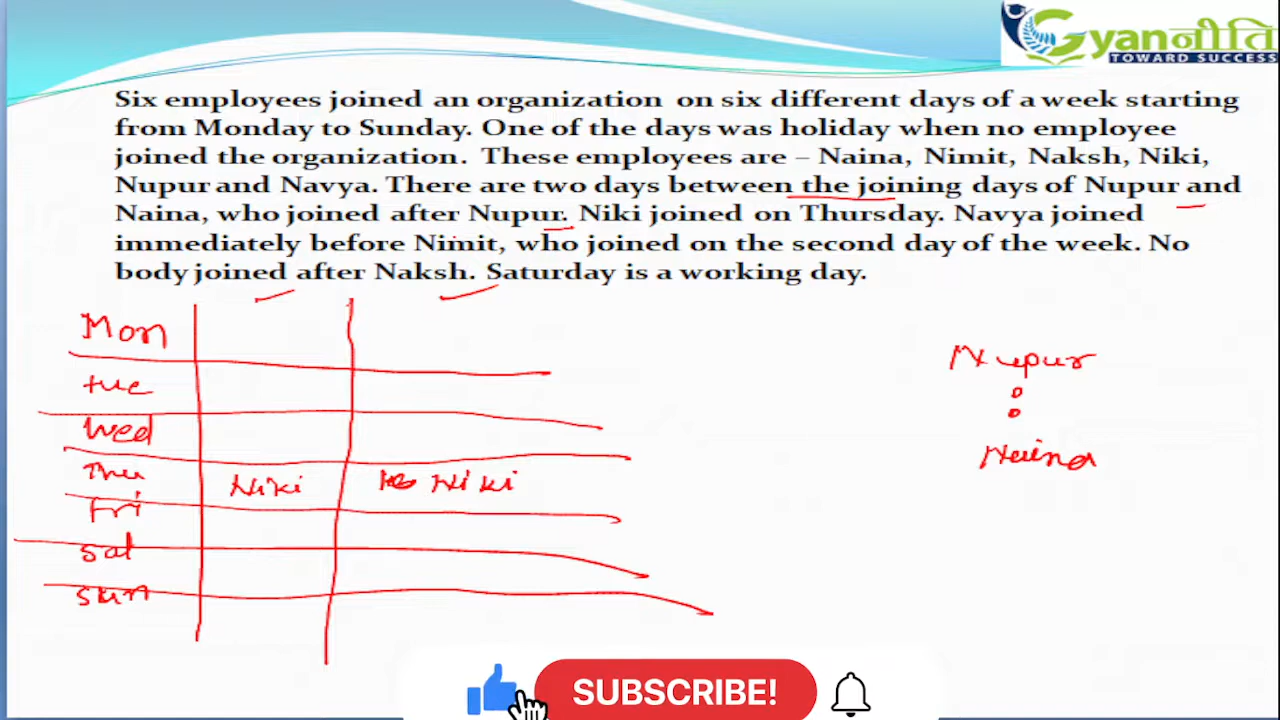 Gyanनीति
TOWARD SUCCESS
Six employees joined an organization on six different days of a week starting
from Monday to Sunday. One of the days was holiday when no employee
joined the organization. These employees are – Naina, Nimit, Naksh, Niki,
Nupur and Navya. There are two days between the joining days of Nupur and
Naina, who joined after Nupur. Niki joined on Thursday. Navya joined
immediately before Nimit, who joined on the second day of the week. No
body joined after Naksh. Saturday is a working day.
Mon
tue
Wed
Thu Niki Niki
Fri
Sat
Sun
Nupur
Naina
SUBSCRIBE!